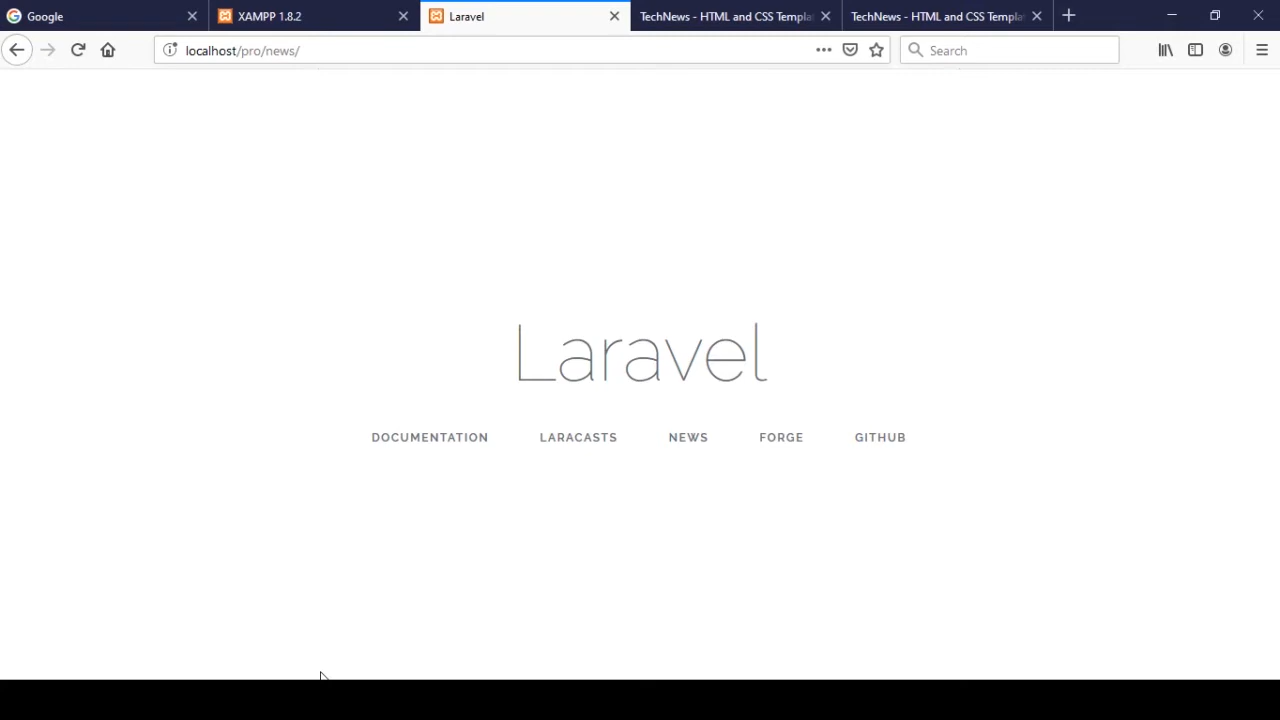 Google
XAMPP 1.8.2
Laravel
TechNews - HTML and CSS Templa
TechNews - HTML and CSS Templa
localhost/pro/news/
Search
Laravel
DOCUMENTATION LARACASTS NEWS FORGE GITHUB